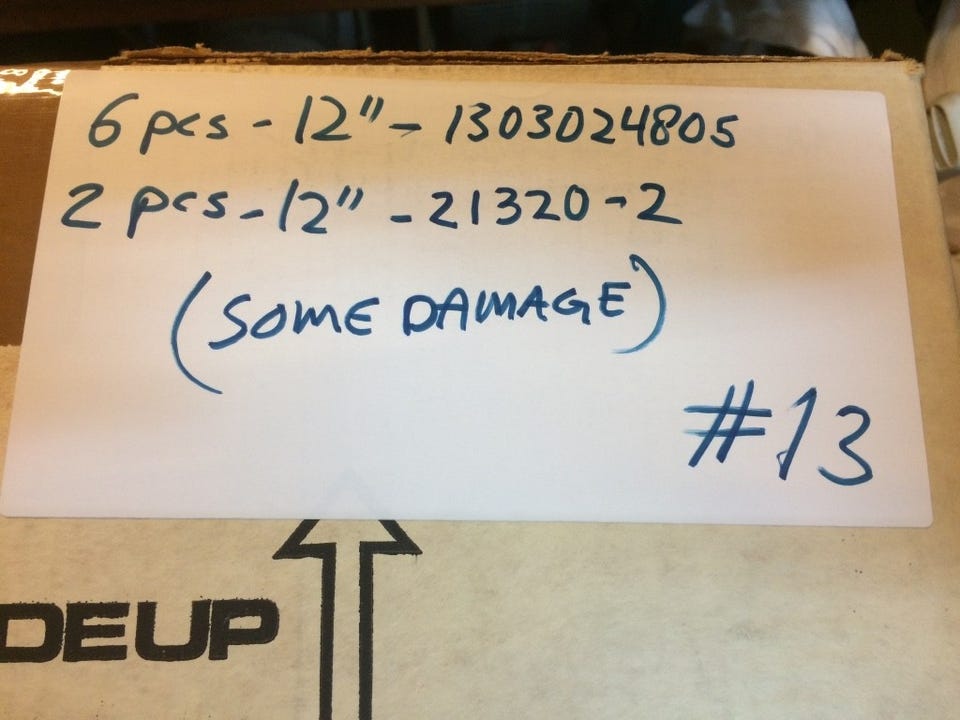 6 pcs - 12" - 1303024805
2 pcs - 12" - 21320-2
(SOME DAMAGE)
#13
DEUP